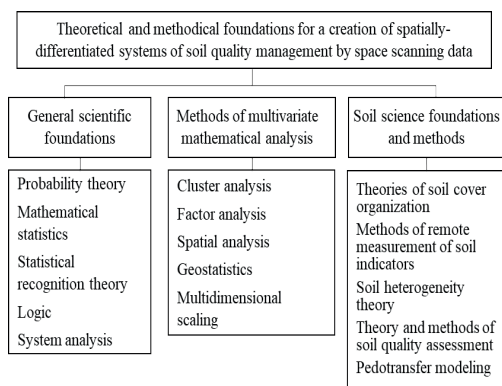 Theoretical and methodical foundations for a creation of spatially-
differentiated systems of soil quality management by space scanning data
General scientific
foundations
Probability theory
Mathematical
statistics
Statistical
recognition theory
Logic
System analysis
Methods of multivariate
mathematical analysis
Cluster analysis
Factor analysis
Spatial analysis
Geostatistics
Multidimensional
scaling
Soil science foundations
and methods
Theories of soil cover
organization
Methods of remote
measurement of soil
indicators
Soil heterogeneity
theory
Theory and methods of
soil quality assessment
Pedotransfer modeling